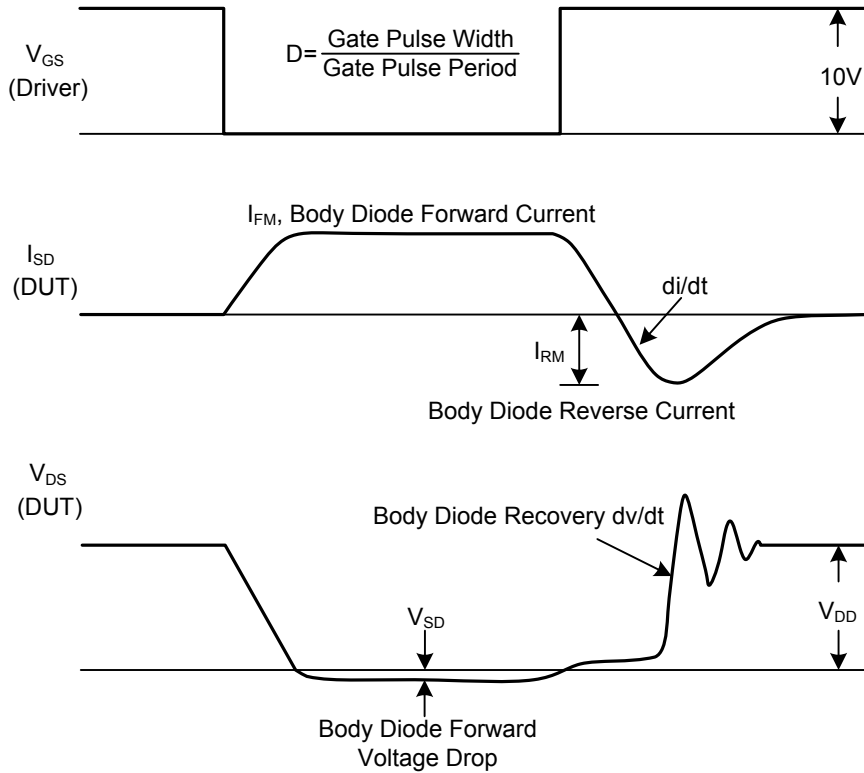 V_GS
(Driver)
D= Gate Pulse Width
Gate Pulse Period
10V
I_FM, Body Diode Forward Current
I_SD
(DUT)
di/dt
I_RM
Body Diode Reverse Current
V_DS
(DUT)
Body Diode Recovery dv/dt
V_SD
V_DD
Body Diode Forward
Voltage Drop